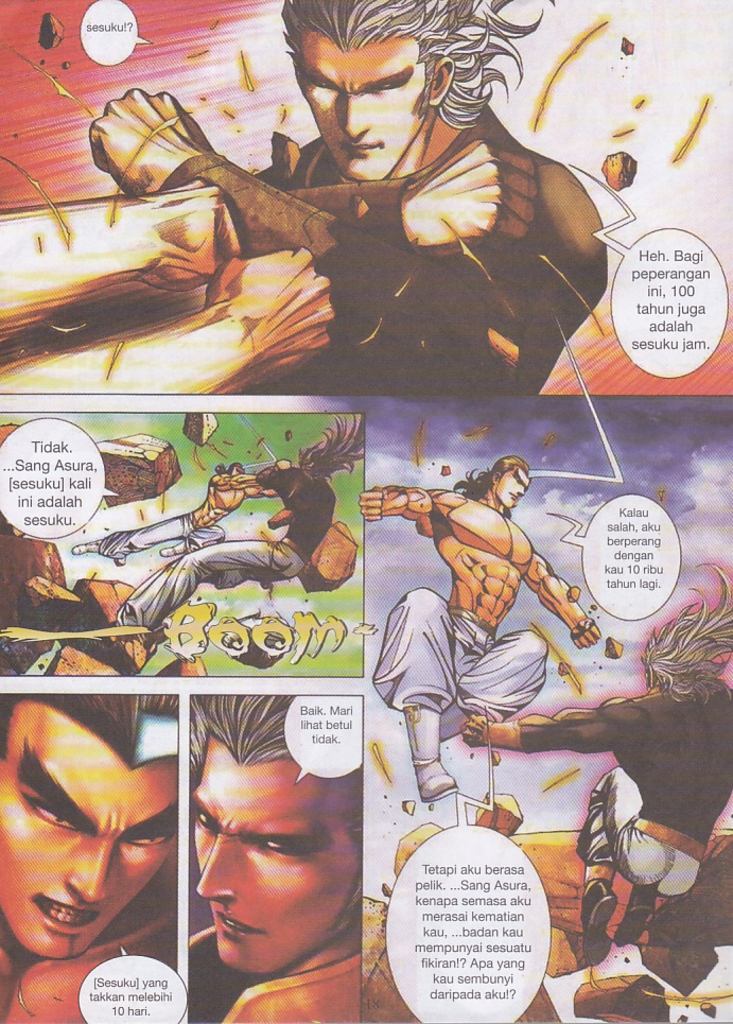 sesuku!?
Heh. Bagi
peperangan
ini, 100
tahun juga
adalah
sesuku jam.
Tidak.
...Sang Asura,
[sesuku] kali
ini adalah
sesuku.
BOOM
Kalau
salah, aku
berperang
dengan
kau 10 ribu
tahun lagi.
Tetapi aku berasa
pelik. ...Sang Asura,
kenapa semasa aku
merasai kematian
kau, ...badan kau
mempunyai sesuatu
fikiran!? Apa yang
kau sembunyi
daripada aku!?
[Sesuku] yang
takkan melebihi
10 hari.
Baik. Mari
lihat betul
tidak.